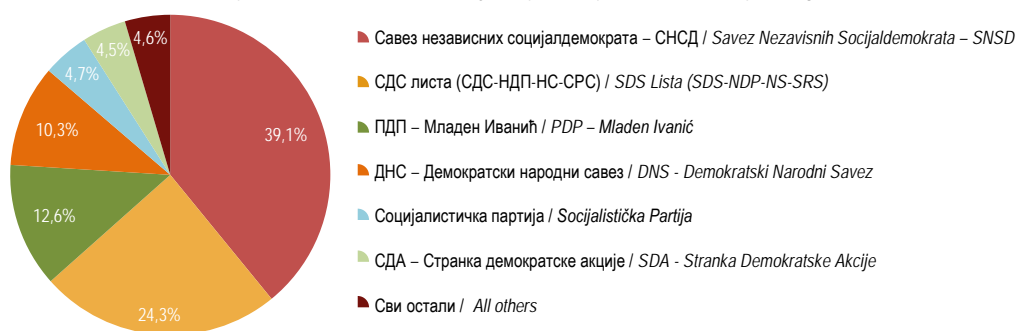 4,6%
4,5%
4,7%
10,3%
12,6%
24,3%
39,1%
Савез независних социјалдемократа – СНСД / Savez Nezavisnih Socijaldemokrata – SNSD
СДС листа (СДС-НДП-НС-СРС) / SDS Lista (SDS-NDP-NS-SRS)
ПДП – Младен Иванић / PDP – Mladen Ivanić
ДНС – Демократски народни савез / DNS - Demokratski Narodni Savez
Социјалистичка партија / Socijalistička Partija
СДА – Странка демократске акције / SDA - Stranka Demokratske Akcije
Сви остали / All others